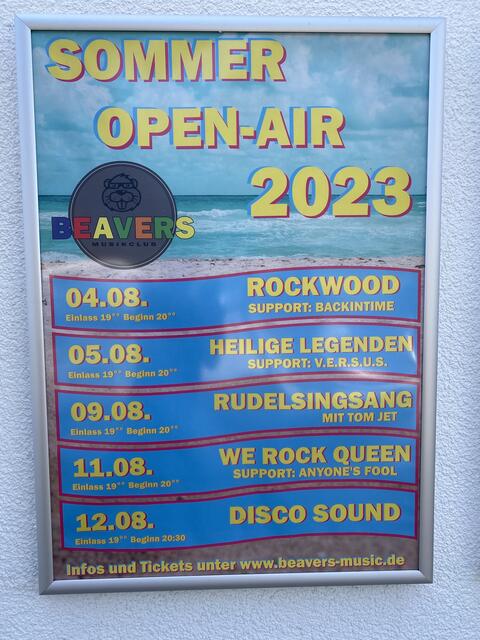 SOMMER
OPEN-AIR
2023
BEAVERS
MUSIKCLUB
04.08.
Einlass 19°° Beginn 20°°
ROCKWOOD
SUPPORT: BACKINTIME
05.08.
Einlass 19°° Beginn 20°°
HEILIGE LEGENDEN
SUPPORT: V.E.R.S.U.S.
09.08.
Einlass 19°° Beginn 20°°
RUDELSINGSANG
MIT TOM JET
11.08.
Einlass 19°° Beginn 20°°
WE ROCK QUEEN
SUPPORT: ANYONE'S FOOL
12.08.
Einlass 19°° Beginn 20:30
DISCO SOUND
Infos und Tickets unter www.beavers-music.de